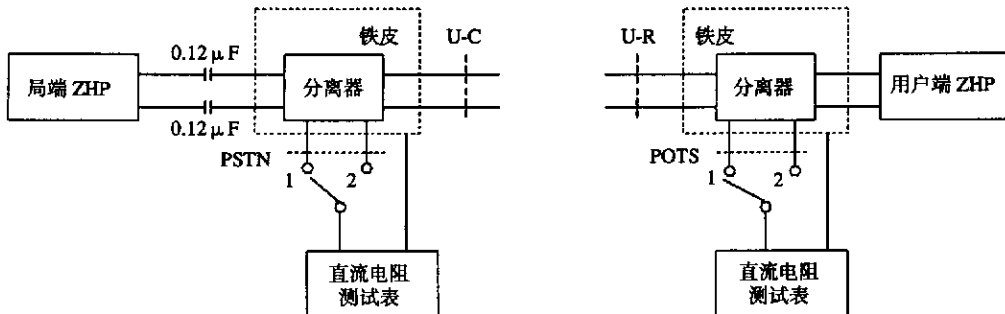 0.12 μ F
铁皮
U-C
U-R
铁皮
局端 ZHP
分离器
分离器
用户端 ZHP
0.12 μ F
PSTN
1
2
POTS
1
2
直流电阻
测试表
直流电阻
测试表